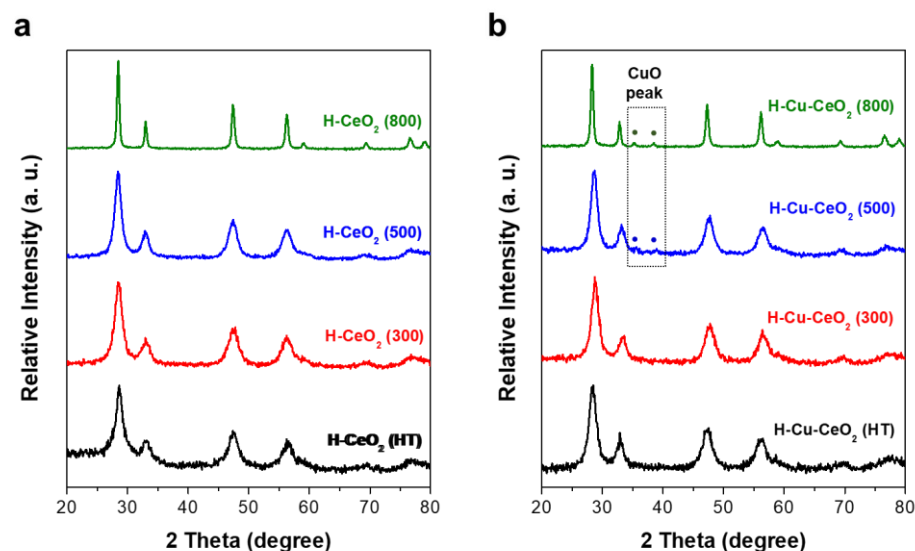 a
H-CeO₂ (800)
H-CeO₂ (500)
H-CeO₂ (300)
H-CeO₂ (HT)
Relative Intensity (a. u.)
20 30 40 50 60 70 80
2 Theta (degree)
b
CuO
peak
H-Cu-CeO₂ (800)
H-Cu-CeO₂ (500)
H-Cu-CeO₂ (300)
H-Cu-CeO₂ (HT)
Relative Intensity (a. u.)
20 30 40 50 60 70 80
2 Theta (degree)